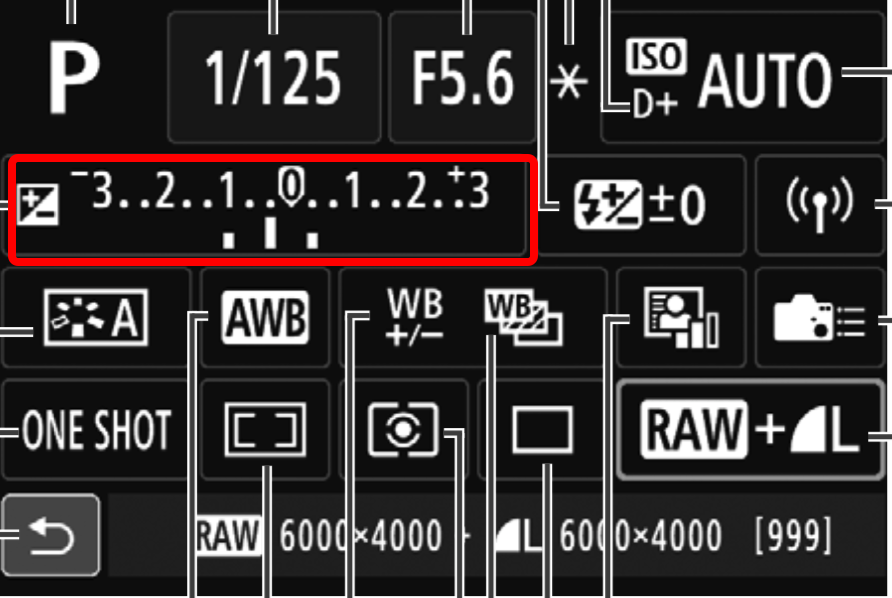 P 1/125 F5.6 * ISO D+ AUTO
-3..2..1..0..1..2..+3 ±0
A AWB WB +/- WB
ONE SHOT RAW+L
RAW 6000×4000 + L 6000×4000 [999]